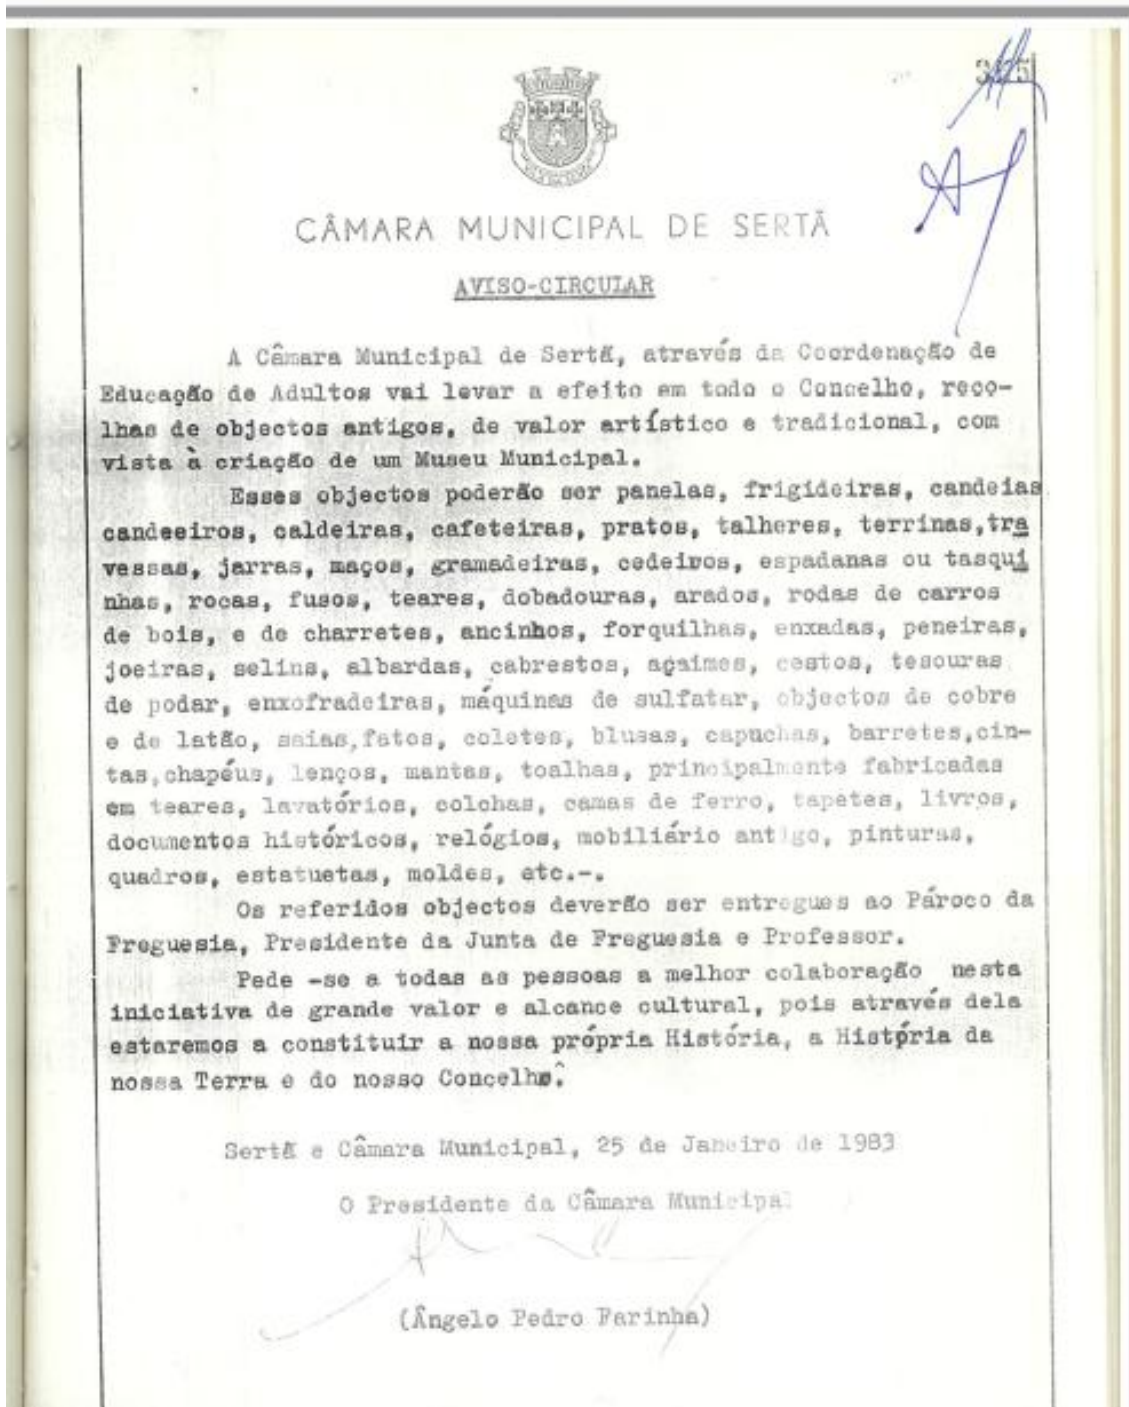 CÂMARA MUNICIPAL DE SERTÃ
AVISO-CIRCULAR
A Câmara Municipal de Sertã, através da Coordenação de
Educação de Adultos vai levar a efeito em todo o Concelho, reco-
lhas de objectos antigos, de valor artístico e tradicional, com
vista à criação de um Museu Municipal.
Esses objectos poderão ser panelas, frigideiras, candeias
candeeiros, caldeiras, cafeteiras, pratos, talheres, terrinas,tra
vessas, jarras, maços, gramadeiras, cedeiros, espadanas ou tasqui
nhas, rocas, fusos, teares, dobadouras, arados, rodas de carros
de bois, e de charretes, ancinhos, forquilhas, enxadas, peneiras,
joeiras, selins, albardas, cabrestos, açaimes, cestos, tesouras
de podar, enxofradeiras, máquinas de sulfatar, objectos de cobre
e de latão, saias,fatos, coletes, blusas, capuchas, barretes,cin-
tas,chapéus, lenços, mantas, toalhas, principalmente fabricadas
em teares, lavatórios, colchas, camas de ferro, tapetes, livros,
documentos históricos, relógios, mobiliário antigo, pinturas,
quadros, estatuetas, moldes, etc.-.
Os referidos objectos deverão ser entregues ao Pároco da
Freguesia, Presidente da Junta de Freguesia e Professor.
Pede -se a todas as pessoas a melhor colaboração nesta
iniciativa de grande valor e alcance cultural, pois através dela
estaremos a constituir a nossa própria História, a História da
nossa Terra e do nosso Concelho.
Sertã e Câmara Municipal, 25 de Janeiro de 1983
O Presidente da Câmara Municipal
(Ângelo Pedro Farinha)